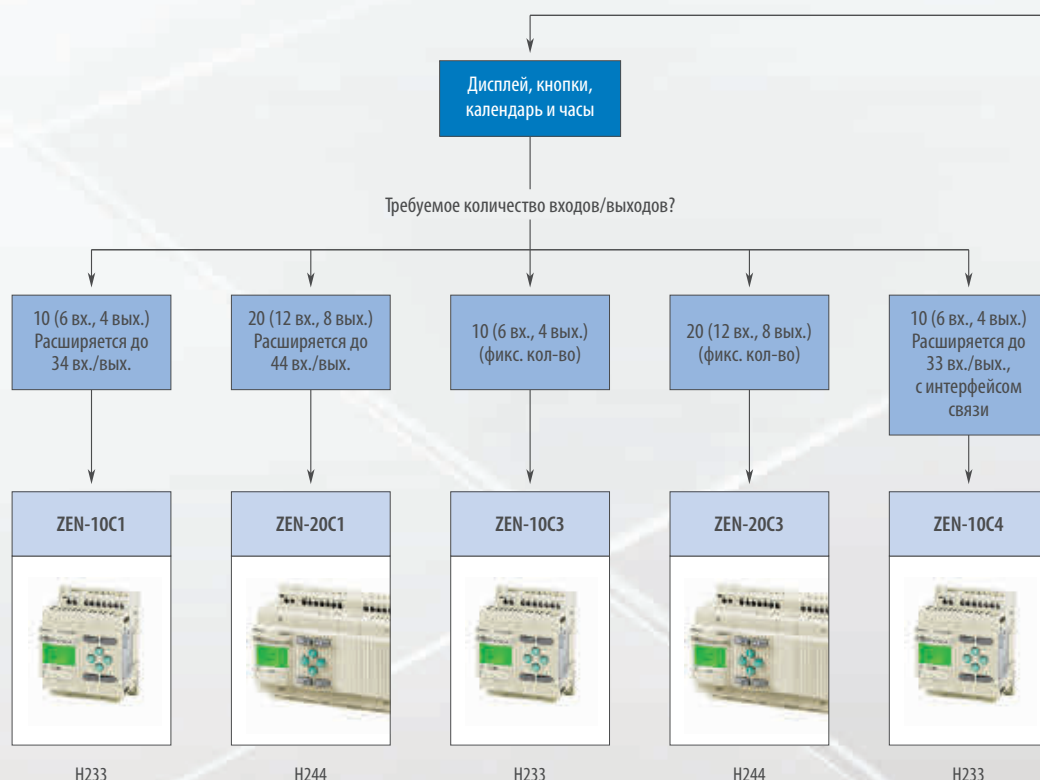 Дисплей, кнопки,
календарь и часы
Требуемое количество входов/выходов?
10 (6 вх., 4 вых.)
Расширяется до
34 вх./вых.
20 (12 вх., 8 вых.)
Расширяется до
44 вх./вых.
10 (6 вх., 4 вых.)
(фикс. кол-во)
20 (12 вх., 8 вых.)
(фикс. кол-во)
10 (6 вх., 4 вых.)
Расширяется до
33 вх./вых.,
с интерфейсом
связи
ZEN-10C1
ZEN-20C1
ZEN-10C3
ZEN-20C3
ZEN-10C4
H233
H244
H233
H244
H233